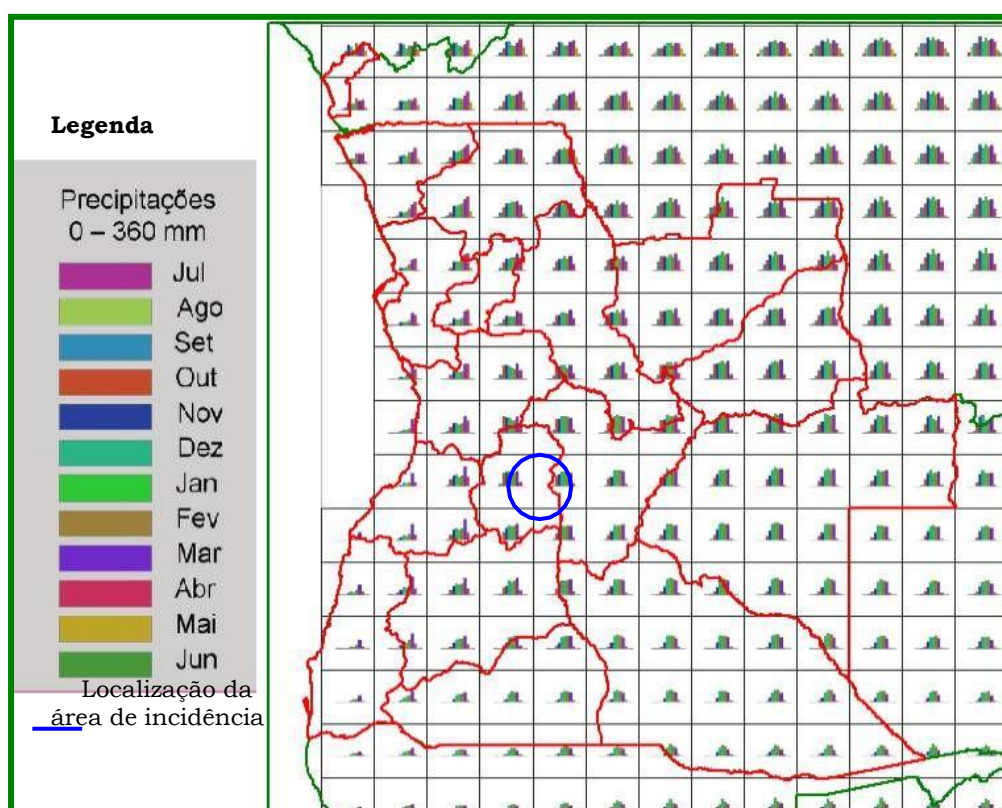 Legenda
Precipitações
0 – 360 mm
Jul
Ago
Set
Out
Nov
Dez
Jan
Fev
Mar
Abr
Mai
Jun
Localização da
área de incidência